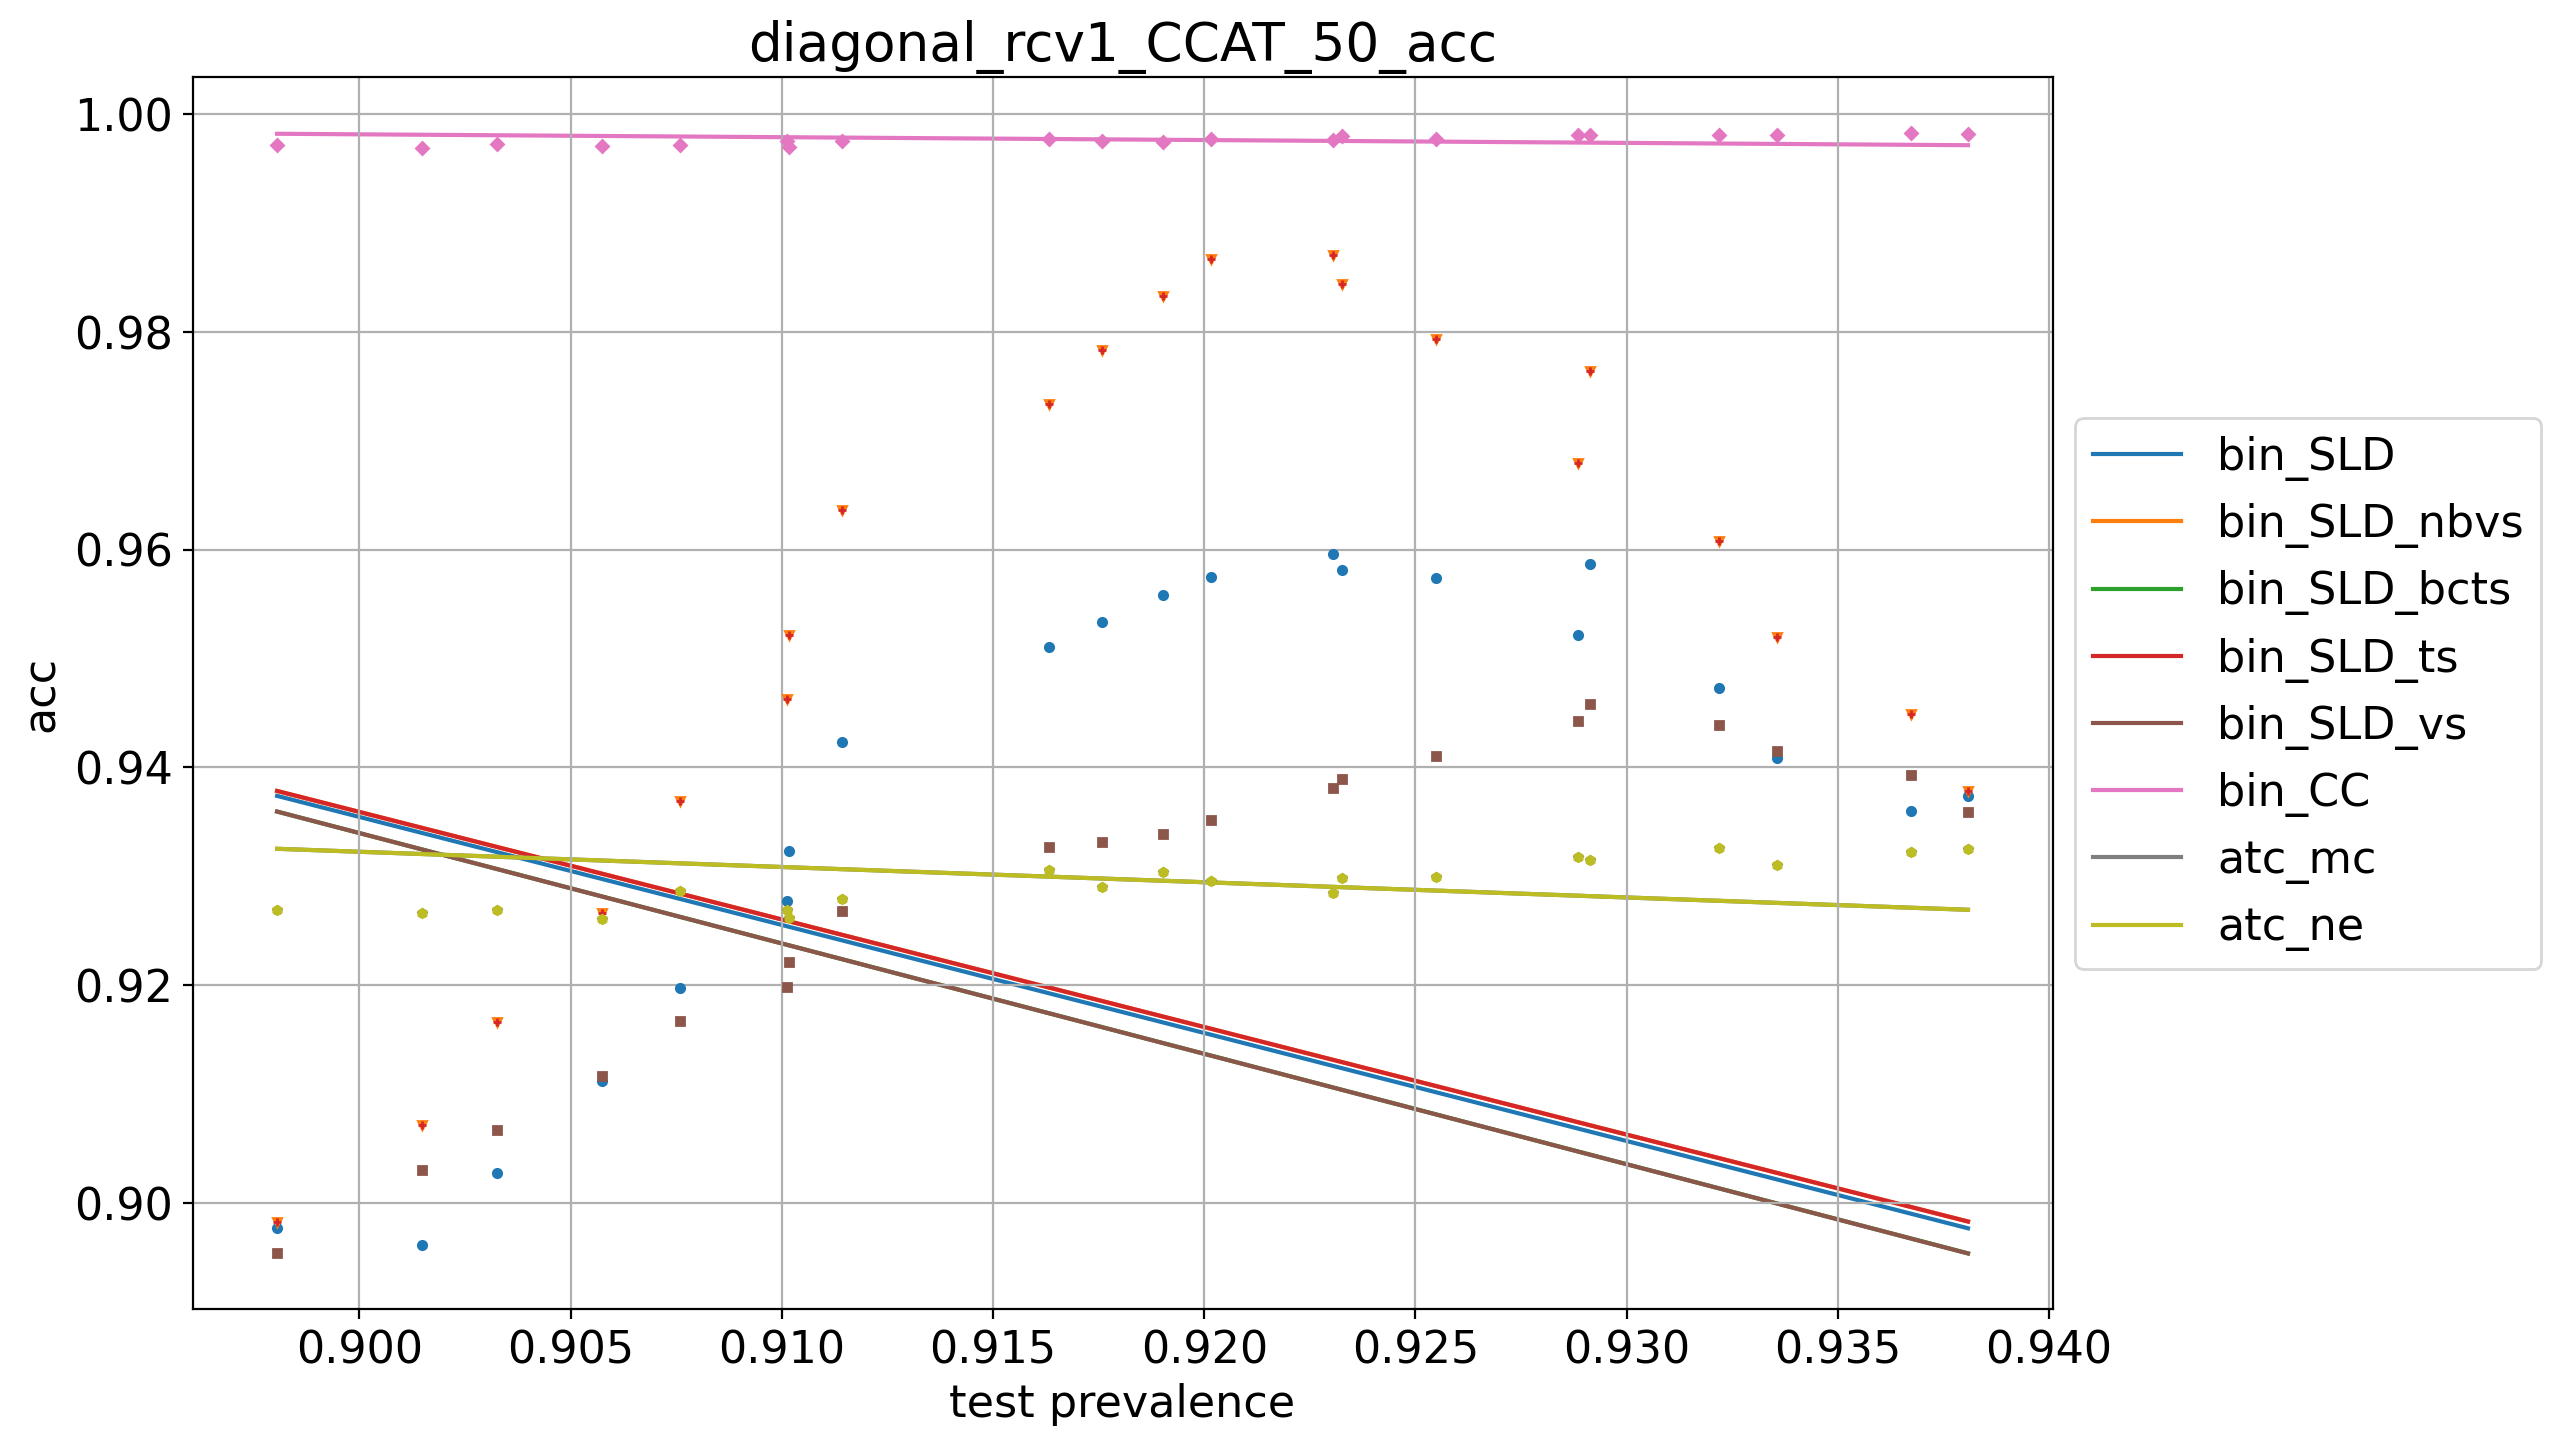 diagonal_rcv1_CCAT_50_acc
1.00
0.98
0.96
0.94
0.92
0.90
acc
0.900
0.905
0.910
0.915
0.920
0.925
0.930
0.935
0.940
test prevalence
bin_SLD
bin_SLD_nbvs
bin_SLD_bcts
bin_SLD_ts
bin_SLD_vs
bin_CC
atc_mc
atc_ne